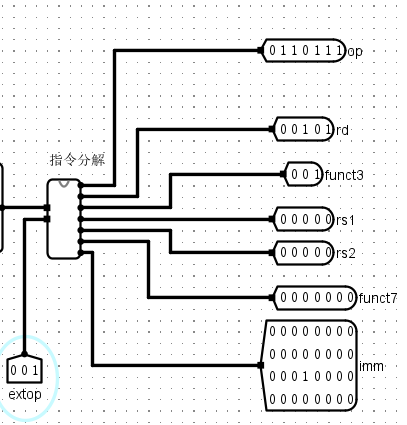 0110111 op
00101 rd
指令分解
001 funct3
00000 rs1
00000 rs2
0000000 funct7
00000000
00000000
00010000 imm
00000000
001
extop